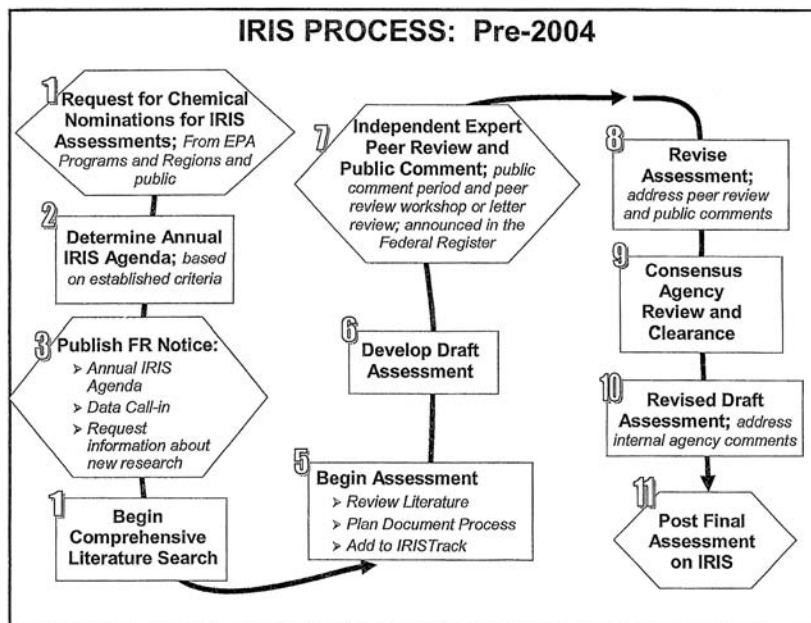 IRIS PROCESS: Pre-2004
1
Request for Chemical
Nominations for IRIS
Assessments; From EPA
Programs and Regions and
public
2
Determine Annual
IRIS Agenda; based
on established criteria
3
Publish FR Notice:
➢ Annual IRIS
Agenda
➢ Data Call-in
➢ Request
information about
new research
1
Begin
Comprehensive
Literature Search
5
Begin Assessment
➢ Review Literature
➢ Plan Document Process
➢ Add to IRISTrack
6
Develop Draft
Assessment
7
Independent Expert
Peer Review and
Public Comment; public
comment period and peer
review workshop or letter
review; announced in the
Federal Register
8
Revise
Assessment;
address peer review
and public comments
9
Consensus
Agency
Review and
Clearance
10
Revised Draft
Assessment; address
internal agency comments
11
Post Final
Assessment
on IRIS